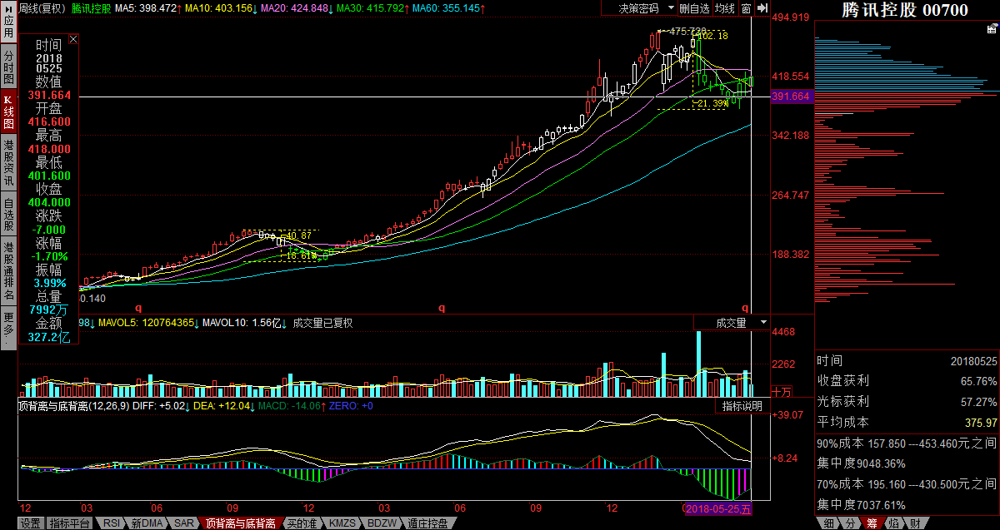 周线(复权) 腾讯控股 MA5: 398.472↑ MA10: 403.156↓ MA20: 424.848↓ MA30: 415.792↑ MA60: 355.145↑
决策密码 删自选 均线 窗
腾讯控股 00700
应用
分时图
K线图
港股资讯
自选股
港股通排名
更多
时间
2018
0525
数值
391.664
开盘
416.600
最高
418.000
最低
401.600
收盘
404.000
涨跌
-7.000
涨幅
-1.70%
振幅
3.99%
总量
7992万
金额
327.2亿
475.720
102.18
21.39%
40.87
18.61%
0.140
q q q
494.919
418.554
391.664
342.188
264.747
188.382
98↓ MAVOL5: 120764365↓ MAVOL10: 1.56亿↓ 成交量已复权
成交量
4468
2262
十万
顶背离与底背离(12,26,9) DIFF: +5.02↓ DEA: +12.04↓ MACD: -14.06↑ ZERO: +0
指标说明
+39.07
+8.24
12 03 06 09 12 03 06 09 12 2018-05-25,五
设置 指标平台 RSI 新DMA SAR 顶背离与底背离 买的准 KMZS BDZW 通庄控盘
时间 20180525
收盘获利 65.76%
光标获利 57.27%
平均成本 375.97
90%成本 157.850 ---453.460元之间
集中度9048.36%
70%成本 195.160 ---430.500元之间
集中度7037.61%
细 分 筹 焰 财